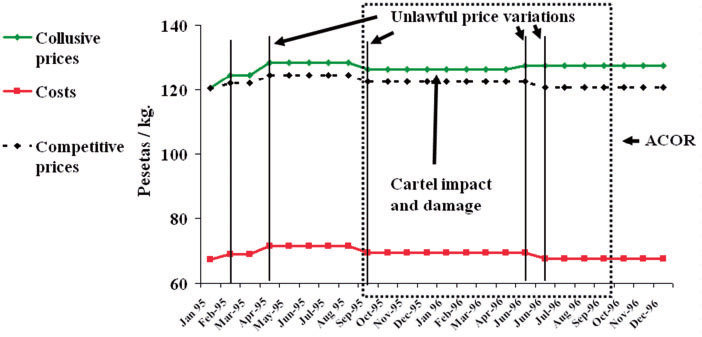 Collusive
prices
Costs
Competitive
prices
Pesetas / kg.
140
120
100
80
60
Unlawful price variations
Cartel impact
and damage
ACOR
Jan 95
Feb-95
Mar-95
Apr-95
May-95
Jun-95
Jul-95
Aug 95
Sep-95
Oct-95
Nov-95
Dec-95
Jan 96
Feb-96
Mar-96
Apr-96
Jun-96
Jun-96
Jul-96
Aug 96
Sep-96
Oct-96
Nov-96
Dec-96